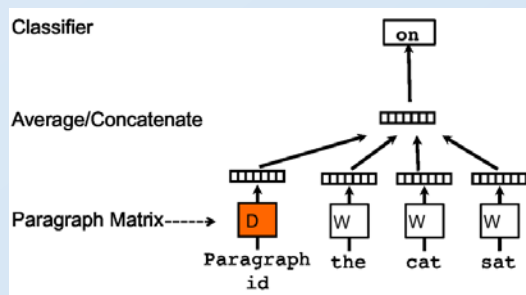 Classifier
on
Average/Concatenate
Paragraph Matrix
D
W
W
W
Paragraph the cat sat
id